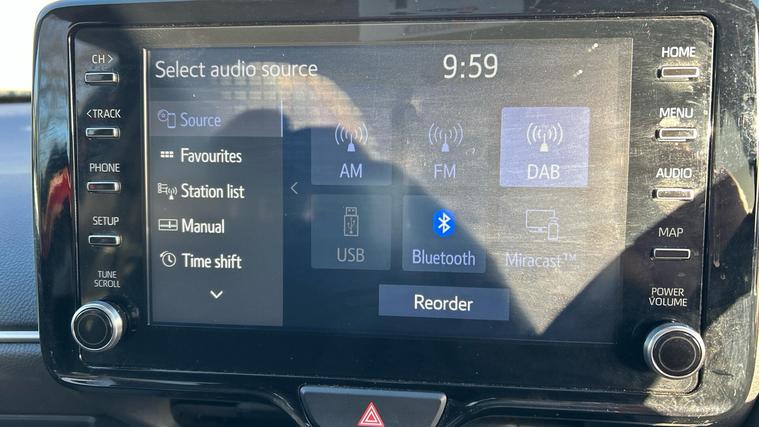 CH >
< TRACK
PHONE
SETUP
TUNE
SCROLL
Select audio source
9:59
Source
Favourites
Station list
Manual
Time shift
AM
FM
DAB
USB
Bluetooth
Miracast™
Reorder
HOME
MENU
AUDIO
MAP
POWER
VOLUME